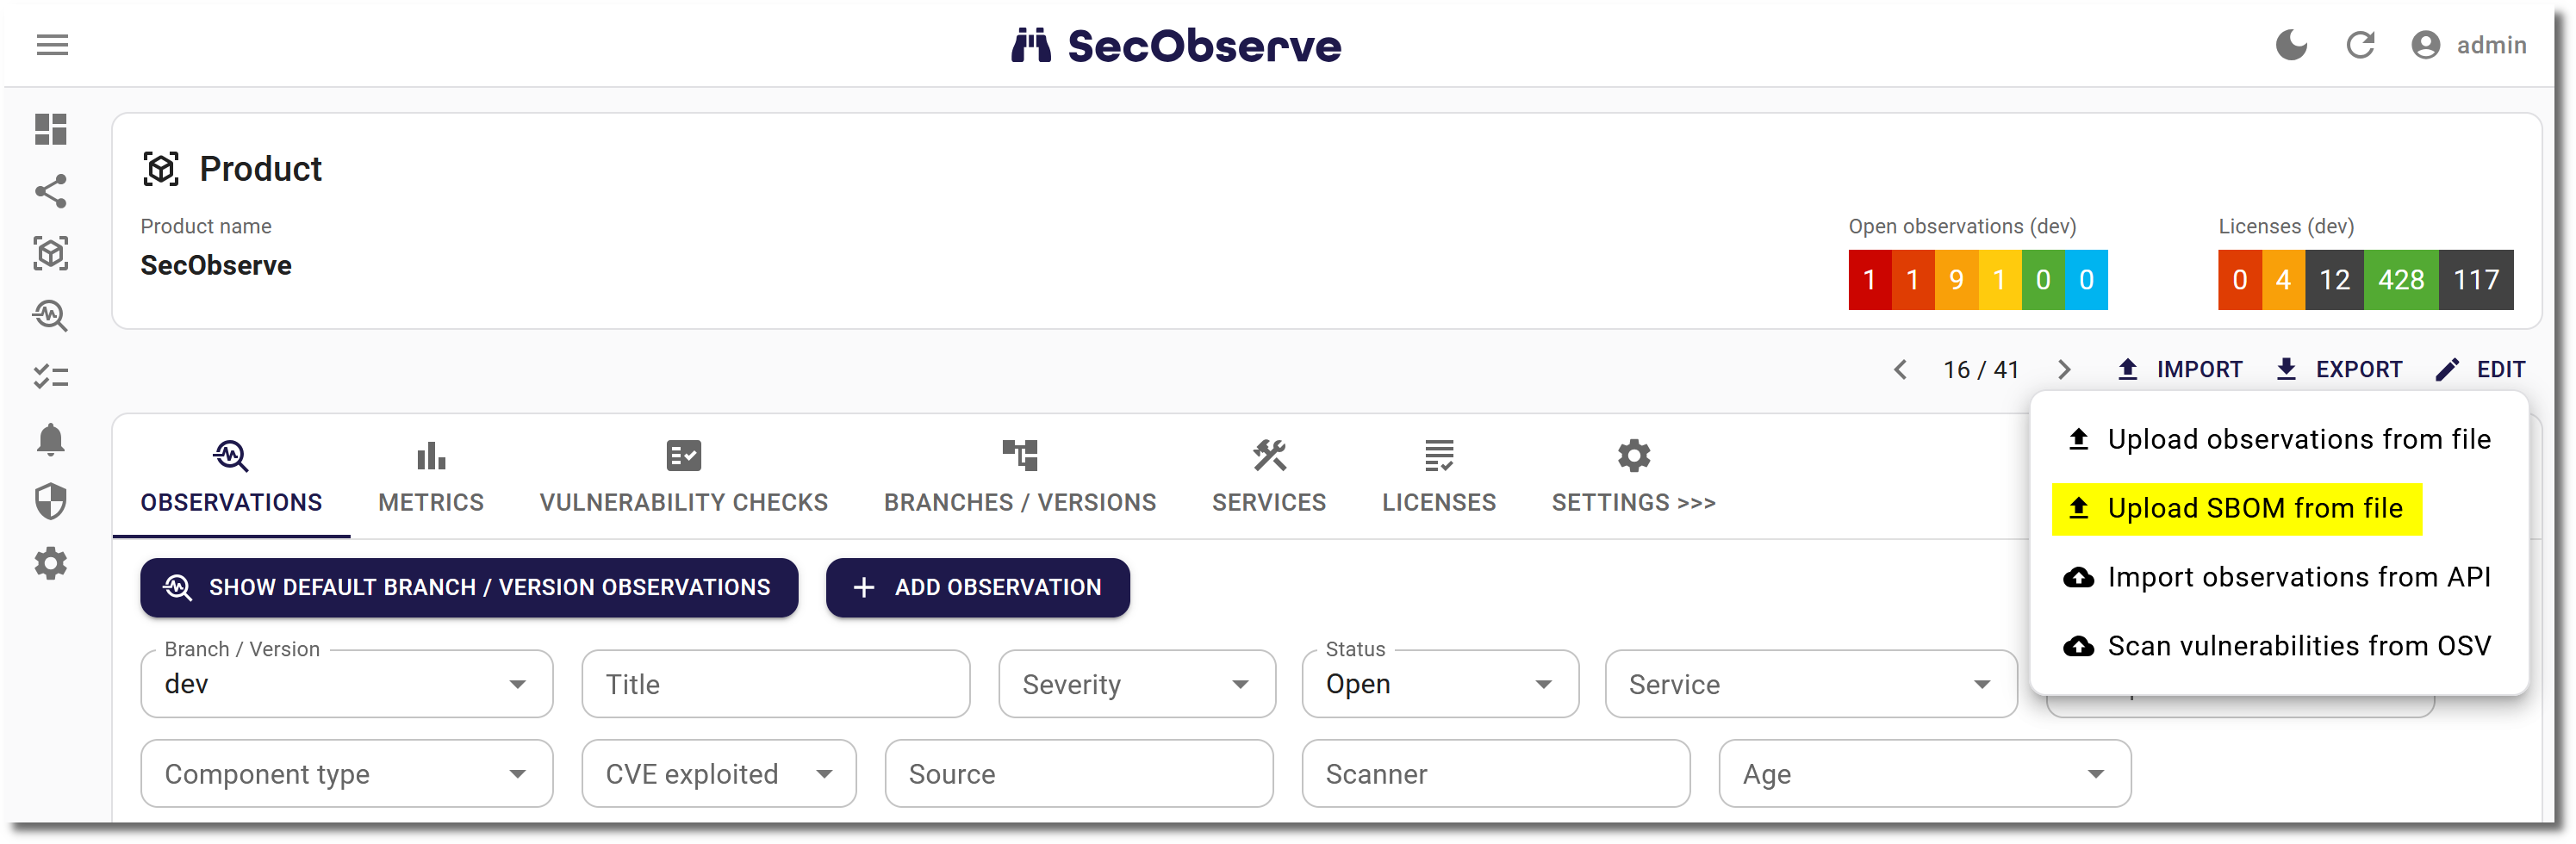 SecObserve
admin
Product
Product name
SecObserve
Open observations (dev)
1 1 9 1 0 0
Licenses (dev)
0 4 12 428 117
16 / 41
IMPORT
EXPORT
EDIT
Upload observations from file
Upload SBOM from file
Import observations from API
Scan vulnerabilities from OSV
OBSERVATIONS
METRICS
VULNERABILITY CHECKS
BRANCHES / VERSIONS
SERVICES
LICENSES
SETTINGS >>>
SHOW DEFAULT BRANCH / VERSION OBSERVATIONS
ADD OBSERVATION
Branch / Version
dev
Title
Severity
Status
Open
Service
Component type
CVE exploited
Source
Scanner
Age